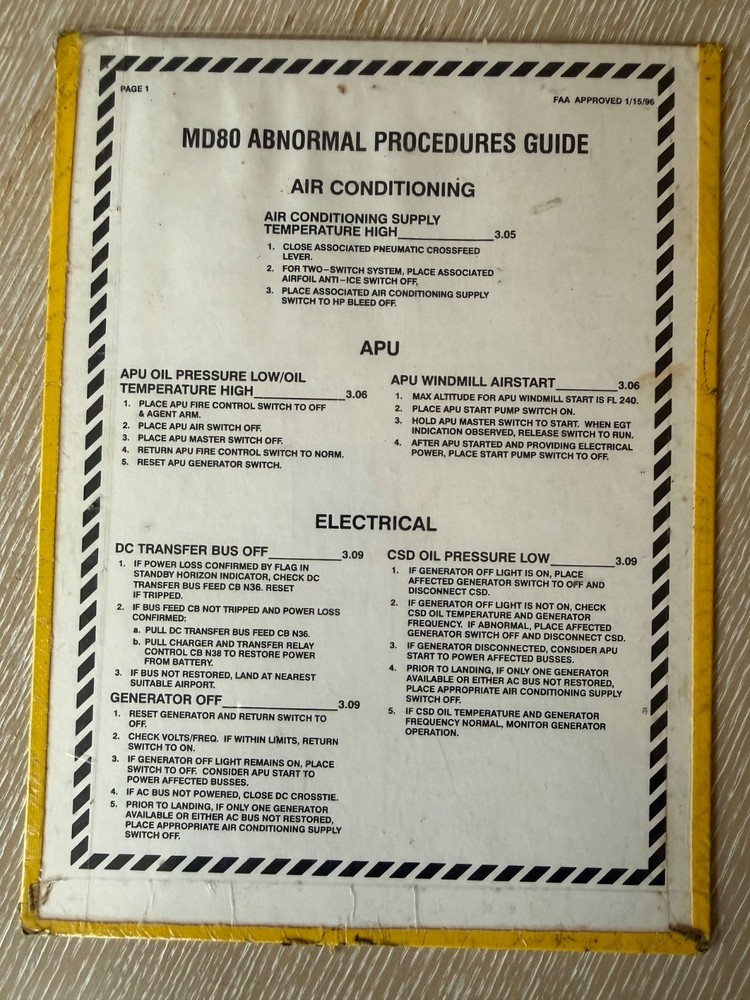 PAGE 1
FAA APPROVED 1/15/96
MD80 ABNORMAL PROCEDURES GUIDE
AIR CONDITIONING
AIR CONDITIONING SUPPLY
TEMPERATURE HIGH_______________3.05
1. CLOSE ASSOCIATED PNEUMATIC CROSSFEED
LEVER.
2. FOR TWO-SWITCH SYSTEM, PLACE ASSOCIATED
AIRFOIL ANTI-ICE SWITCH OFF,
3. PLACE ASSOCIATED AIR CONDITIONING SUPPLY
SWITCH TO HP BLEED OFF.
APU
APU OIL PRESSURE LOW/OIL
TEMPERATURE HIGH_______________3.06
1. PLACE APU FIRE CONTROL SWITCH TO OFF
& AGENT ARM.
2. PLACE APU AIR SWITCH OFF.
3. PLACE APU MASTER SWITCH OFF.
4. RETURN APU FIRE CONTROL SWITCH TO NORM.
5. RESET APU GENERATOR SWITCH.
APU WINDMILL AIRSTART__________3.06
1. MAX ALTITUDE FOR APU WINDMILL START IS FL 240.
2. PLACE APU START PUMP SWITCH ON.
3. HOLD APU MASTER SWITCH TO START. WHEN EGT
INDICATION OBSERVED, RELEASE SWITCH TO RUN.
4. AFTER APU STARTED AND PROVIDING ELECTRICAL
POWER, PLACE START PUMP SWITCH TO OFF.
ELECTRICAL
DC TRANSFER BUS OFF____________3.09
1. IF POWER LOSS CONFIRMED BY FLAG IN
STANDBY HORIZON INDICATOR, CHECK DC
TRANSFER BUS FEED CB N36. RESET
IF TRIPPED.
2. IF BUS FEED CB NOT TRIPPED AND POWER LOSS
CONFIRMED:
a. PULL DC TRANSFER BUS FEED CB N36.
b. PULL CHARGER AND TRANSFER RELAY
CONTROL CB N38 TO RESTORE POWER
FROM BATTERY.
3. IF BUS NOT RESTORED, LAND AT NEAREST
SUITABLE AIRPORT.
GENERATOR OFF___________________3.09
1. RESET GENERATOR AND RETURN SWITCH TO
OFF.
2. CHECK VOLTS/FREQ. IF WITHIN LIMITS, RETURN
SWITCH TO ON.
3. IF GENERATOR OFF LIGHT REMAINS ON, PLACE
SWITCH TO OFF. CONSIDER APU START TO
POWER AFFECTED BUSSES.
4. IF AC BUS NOT POWERED, CLOSE DC CROSSTIE.
5. PRIOR TO LANDING, IF ONLY ONE GENERATOR
AVAILABLE OR EITHER AC BUS NOT RESTORED,
PLACE APPROPRIATE AIR CONDITIONING SUPPLY
SWITCH OFF.
CSD OIL PRESSURE LOW__________3.09
1. IF GENERATOR OFF LIGHT IS ON, PLACE
AFFECTED GENERATOR SWITCH TO OFF AND
DISCONNECT CSD.
2. IF GENERATOR OFF LIGHT IS NOT ON, CHECK
CSD OIL TEMPERATURE AND GENERATOR
FREQUENCY. IF ABNORMAL, PLACE AFFECTED
GENERATOR SWITCH OFF AND DISCONNECT CSD.
3. IF GENERATOR DISCONNECTED, CONSIDER APU
START TO POWER AFFECTED BUSSES.
4. PRIOR TO LANDING, IF ONLY ONE GENERATOR
AVAILABLE OR EITHER AC BUS NOT RESTORED,
PLACE APPROPRIATE AIR CONDITIONING SUPPLY
SWITCH OFF.
5. IF CSD OIL TEMPERATURE AND GENERATOR
FREQUENCY NORMAL, MONITOR GENERATOR
OPERATION.